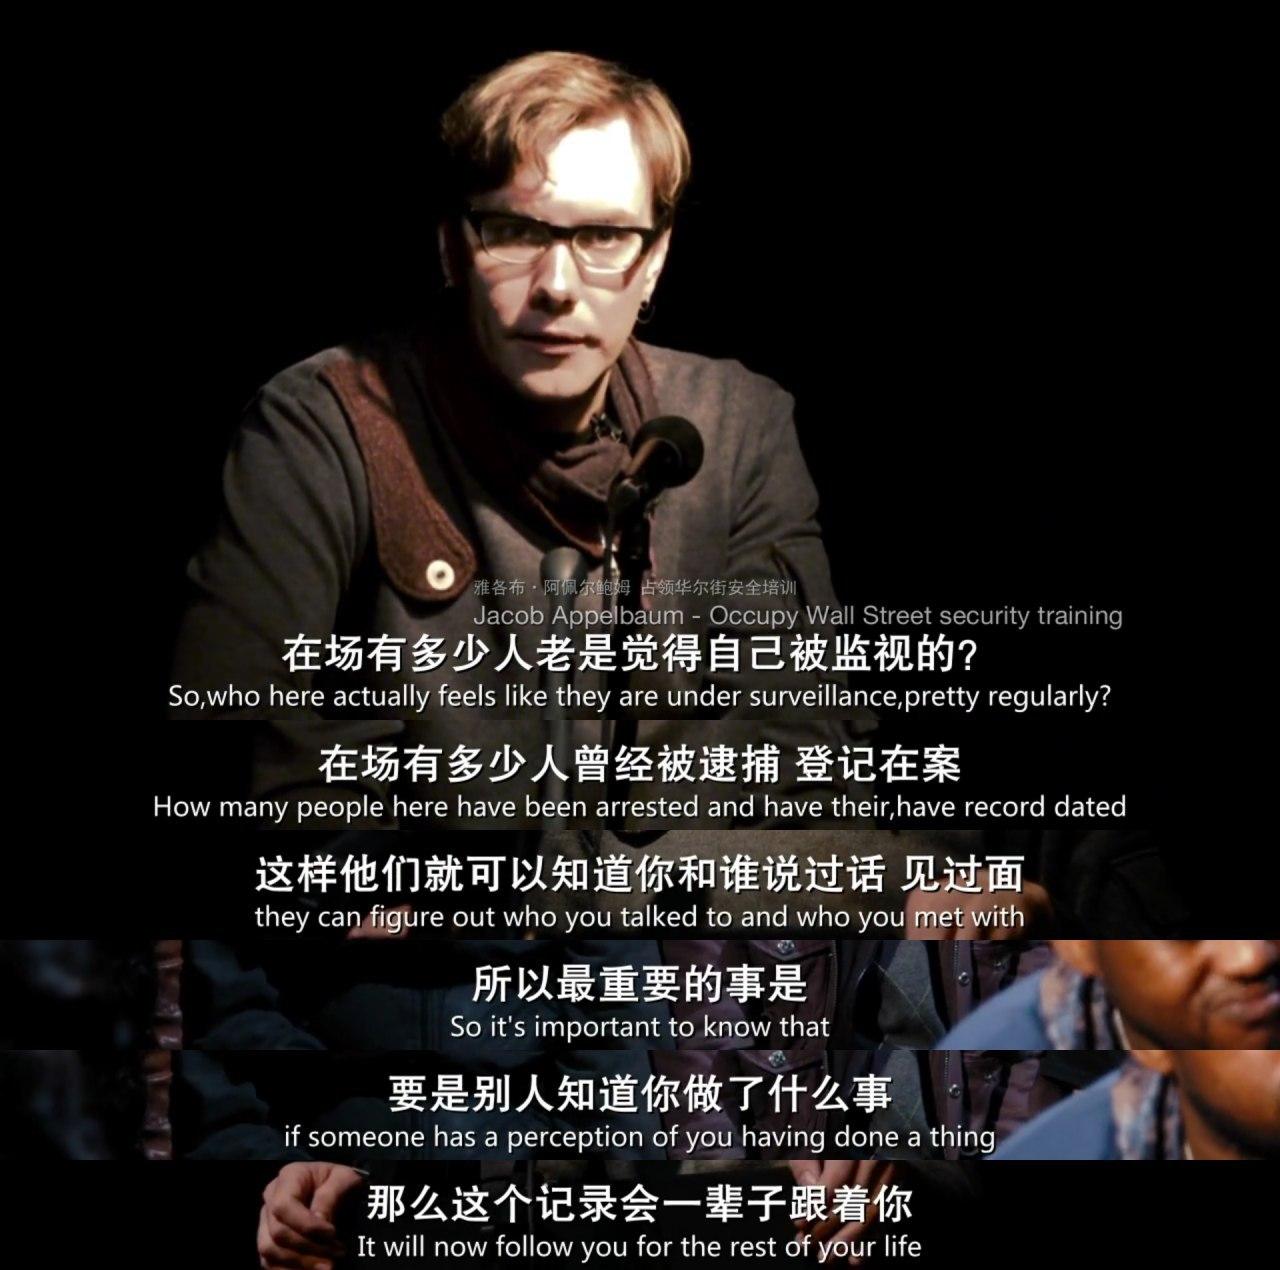 雅各布·阿佩尔鲍姆 占领华尔街安全培训
Jacob Appelbaum - Occupy Wall Street security training
在场有多少人老是觉得自己被监视的?
So,who here actually feels like they are under surveillance,pretty regularly?
在场有多少人曾经被逮捕 登记在案
How many people here have been arrested and have their,have record dated
这样他们就可以知道你和谁说过话 见过面
they can figure out who you talked to and who you met with
所以最重要的事是
So it's important to know that
要是别人知道你做了什么事
if someone has a perception of you having done a thing
那么这个记录会一辈子跟着你
It will now follow you for the rest of your life